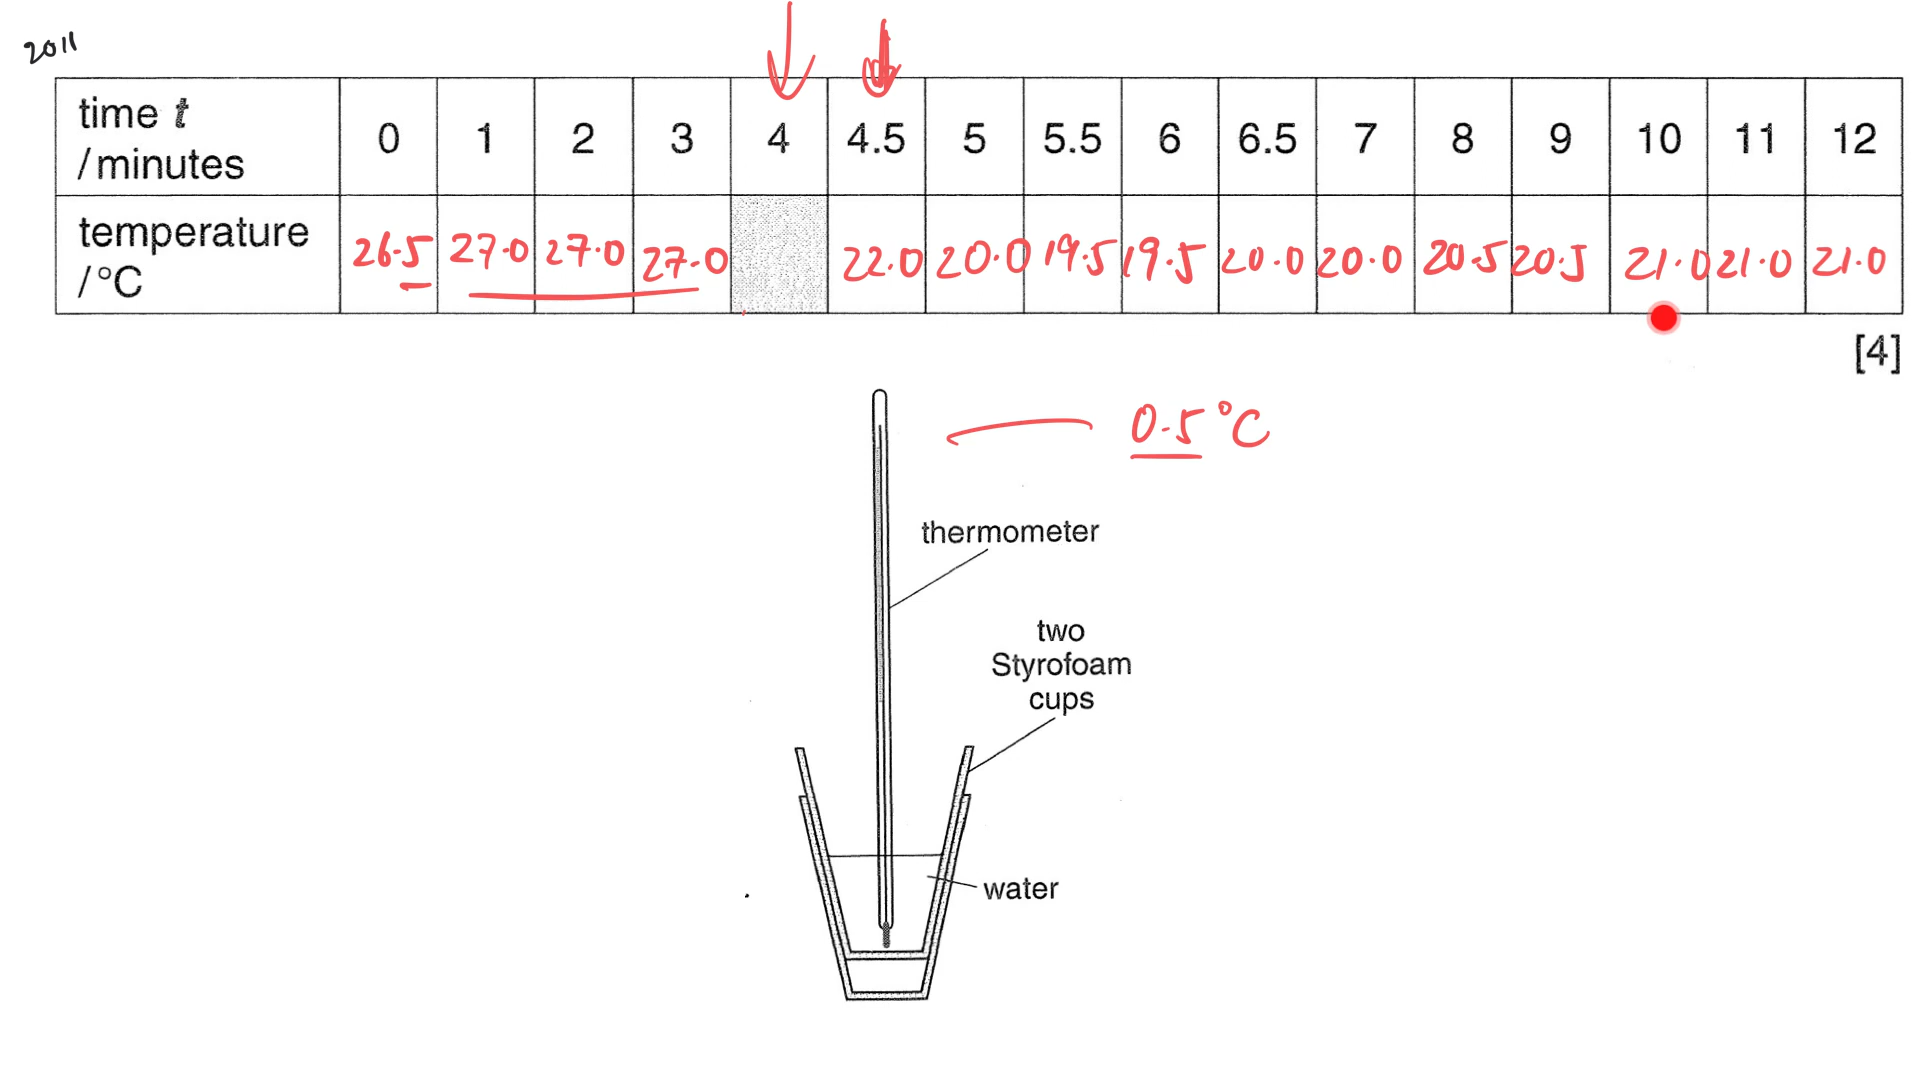 2011
time t /minutes 0 1 2 3 4 4.5 5 5.5 6 6.5 7 8 9 10 11 12
temperature /°C 26.5 27.0 27.0 27.0 22.0 20.0 19.5 19.5 20.0 20.0 20.5 20.5 21.0 21.0 21.0
[4]
0.5 °C
thermometer
two
Styrofoam
cups
water